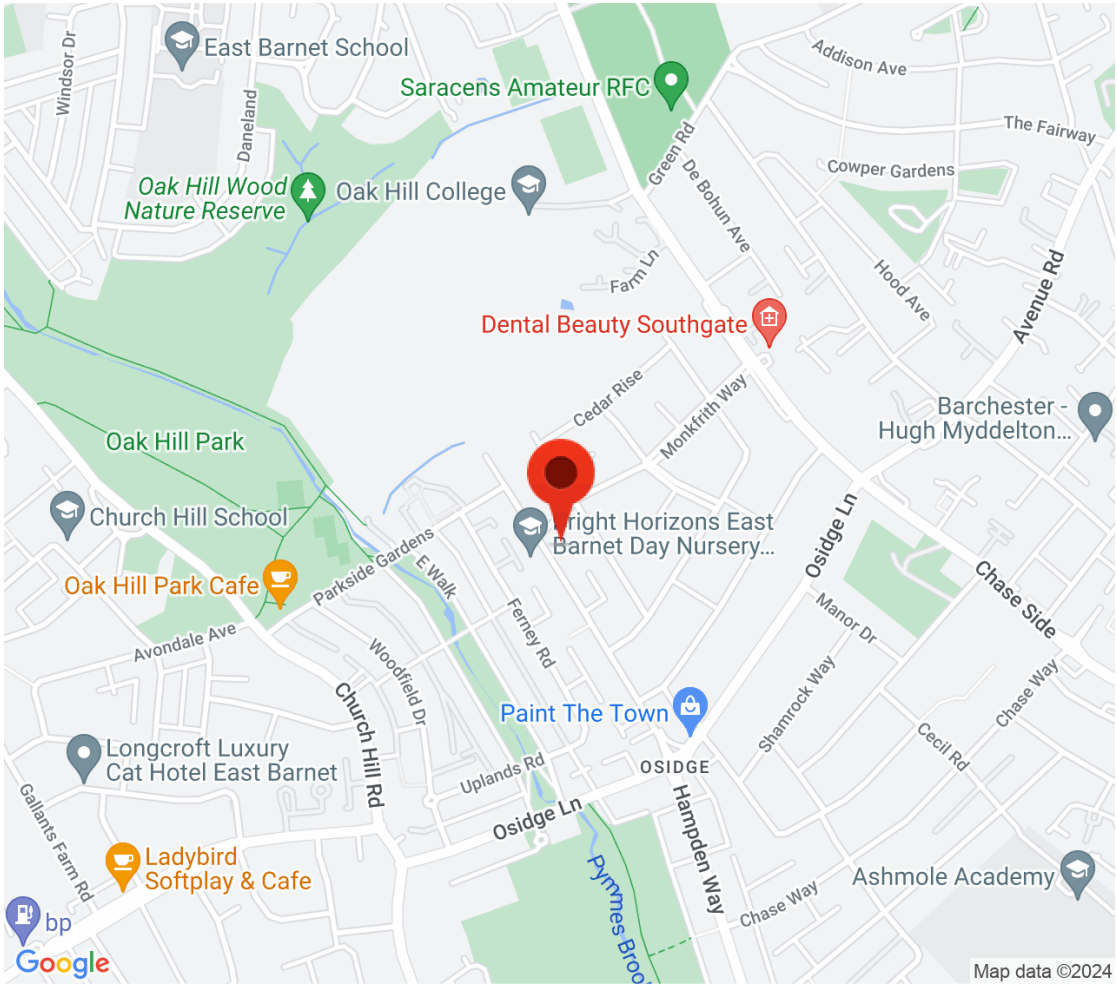 East Barnet School
Windsor Dr
Daneland
Saracens Amateur RFC
Addison Ave
The Fairway
Green Rd
De Bohun Ave
Cowper Gardens
Oak Hill Wood
Nature Reserve
Oak Hill College
Farm Ln
Hood Ave
Avenue Rd
Dental Beauty Southgate
Cedar Rise
Monkfrith Way
Barchester -
Hugh Myddelton...
Oak Hill Park
Church Hill School
Bright Horizons East
Barnet Day Nursery...
Osidge Ln
Parkside Gardens
E Walk
Oak Hill Park Cafe
Chase Side
Avondale Ave
Ferney Rd
Manor Dr
Woodfield Dr
Shamrock Way
Chase Way
Church Hill Rd
Paint The Town
Cecil Rd
Longcroft Luxury
Cat Hotel East Barnet
Uplands Rd
OSIDGE
Osidge Ln
Hampden Way
Gallants Farm Rd
Ladybird
Softplay & Cafe
Pymmes Brook
Ashmole Academy
Chase Way
bp
Google
Map data ©2024